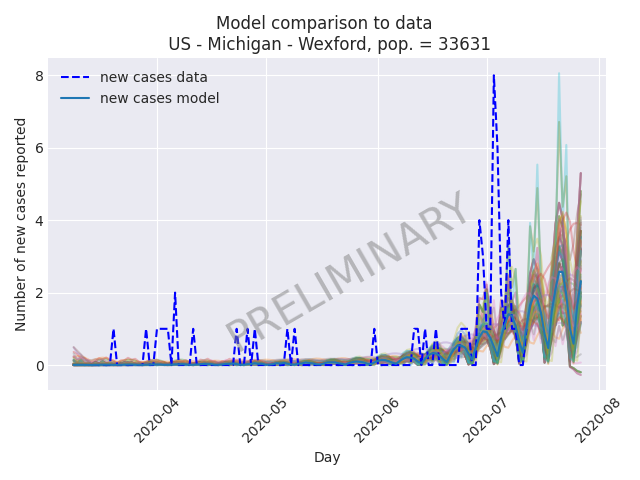 Model comparison to data
US - Michigan - Wexford, pop. = 33631
new cases data
new cases model
PRELIMINARY
Number of new cases reported
8
6
4
2
0
2020-04
2020-05
2020-06
2020-07
2020-08
Day